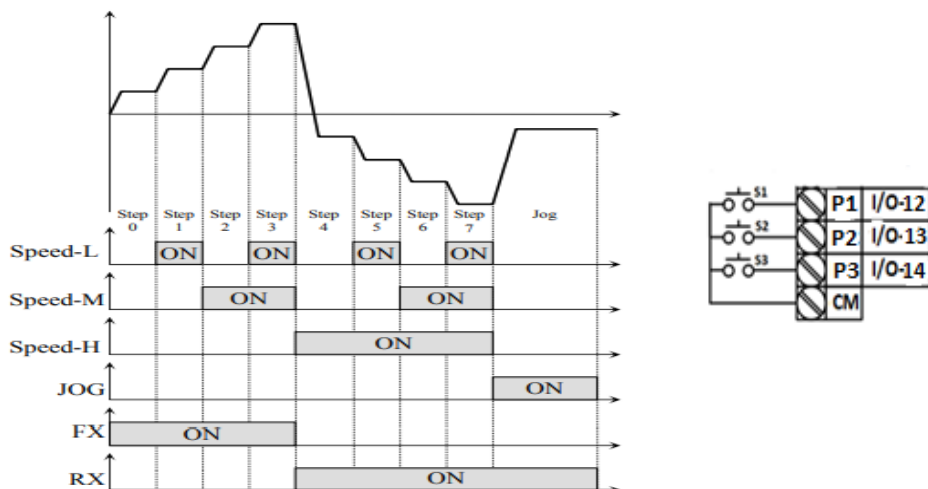 Step Step Step Step Step Step Step Step Jog
0 1 2 3 4 5 6 7
Speed-L ON ON ON ON
Speed-M ON ON
Speed-H ON
JOG ON
FX ON
RX ON
S1 P1 I/O-12
S2 P2 I/O-13
S3 P3 I/O-14
CM